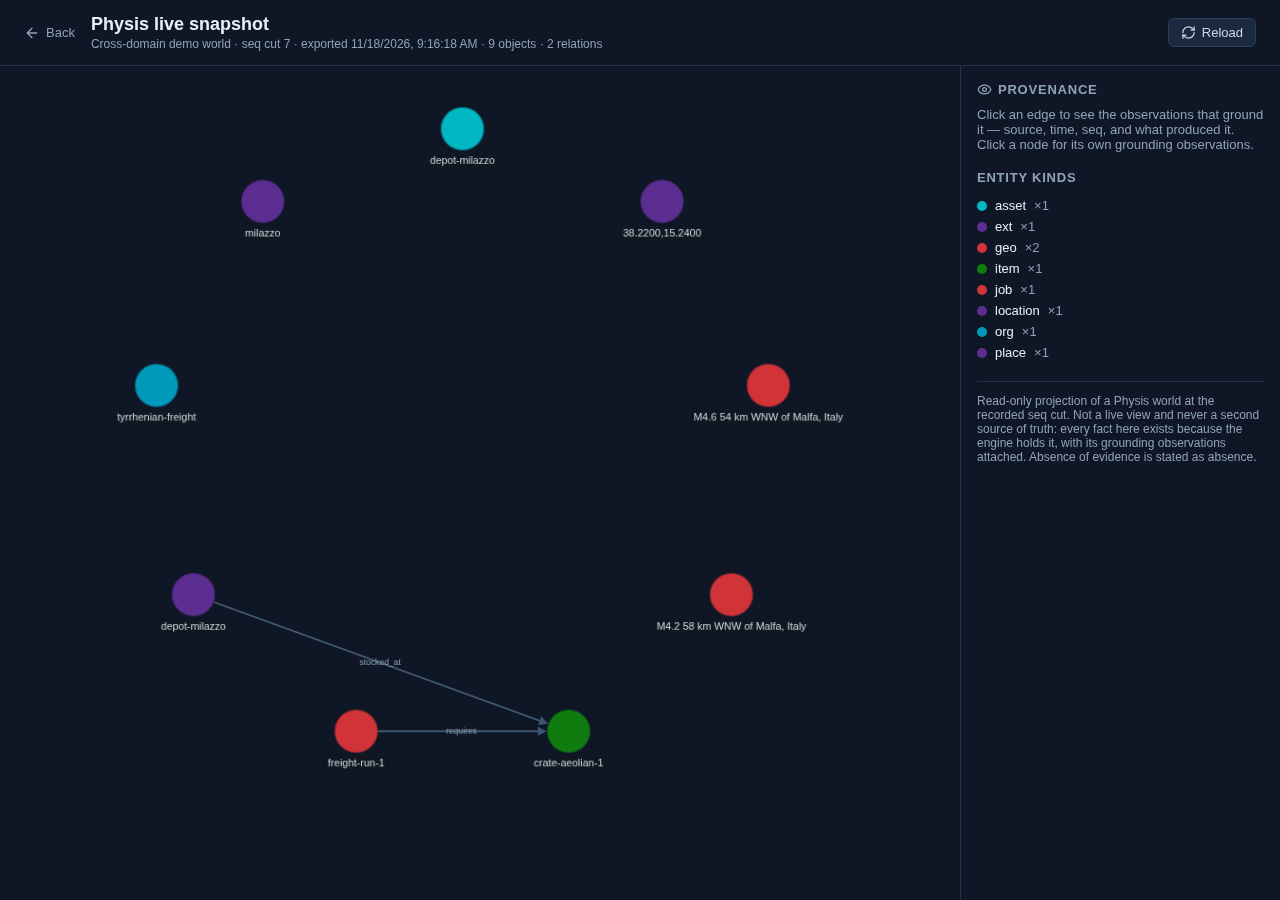 Back
Physis live snapshot
Cross-domain demo world · seq cut 7 · exported 11/18/2026, 9:16:18 AM · 9 objects · 2 relations
Reload
depot-milazzo
milazzo
38.2200,15.2400
tyrrhenian-freight
M4.6 54 km WNW of Malfa, Italy
depot-milazzo
M4.2 58 km WNW of Malfa, Italy
stocked_at
requires
freight-run-1
crate-aeolian-1
PROVENANCE
Click an edge to see the observations that ground
it — source, time, seq, and what produced it.
Click a node for its own grounding observations.
ENTITY KINDS
asset ×1
ext ×1
geo ×2
item ×1
job ×1
location ×1
org ×1
place ×1
Read-only projection of a Physis world at the
recorded seq cut. Not a live view and never a second
source of truth: every fact here exists because the
engine holds it, with its grounding observations
attached. Absence of evidence is stated as absence.